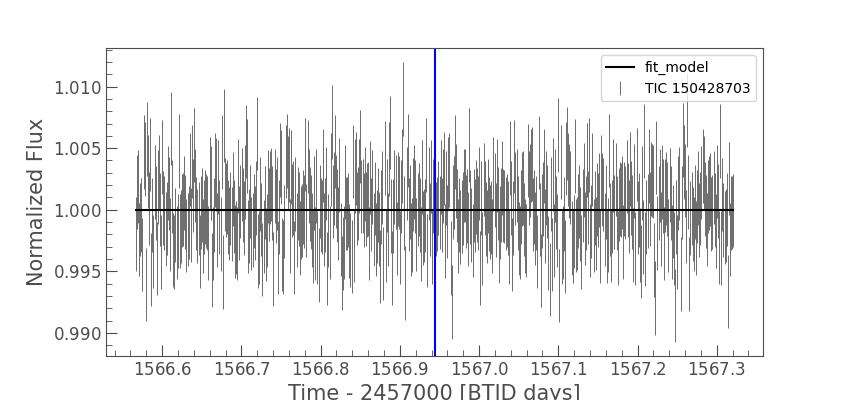 fit_model
TIC 150428703
Normalized Flux
1.010
1.005
1.000
0.995
0.990
1566.6 1566.7 1566.8 1566.9 1567.0 1567.1 1567.2 1567.3
Time - 2457000 [BTJD days]